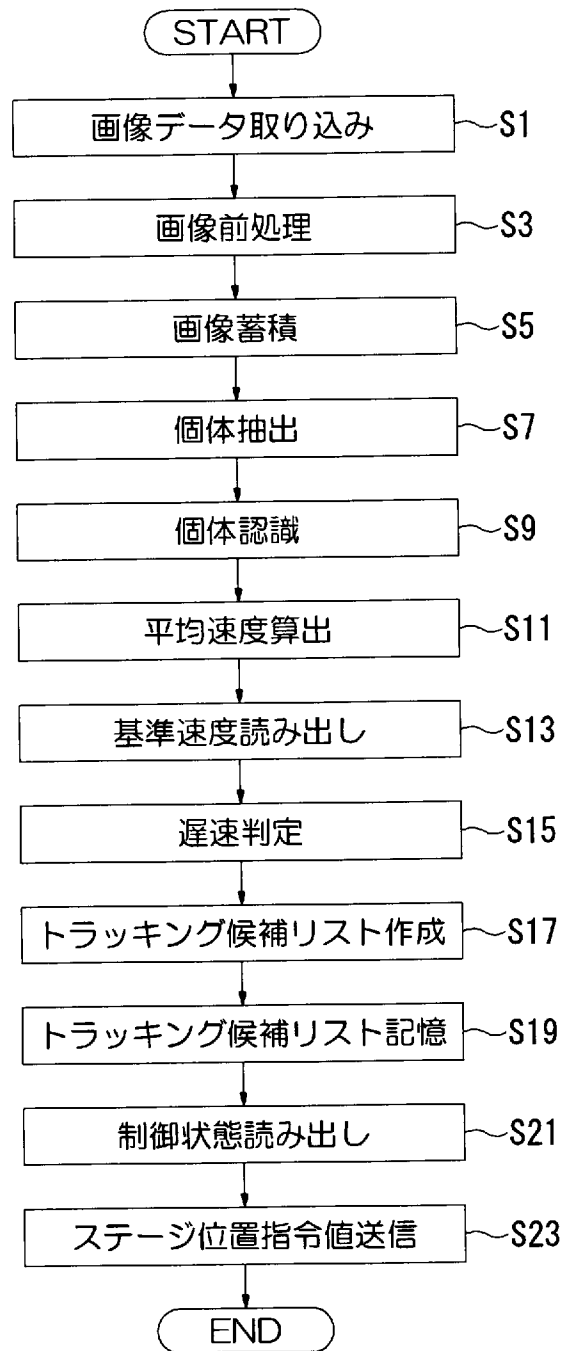 START
画像データ取り込み S1
画像前処理 S3
画像蓄積 S5
個体抽出 S7
個体認識 S9
平均速度算出 S11
基準速度読み出し S13
遅速判定 S15
トラッキング候補リスト作成 S17
トラッキング候補リスト記憶 S19
制御状態読み出し S21
ステージ位置指令値送信 S23
END